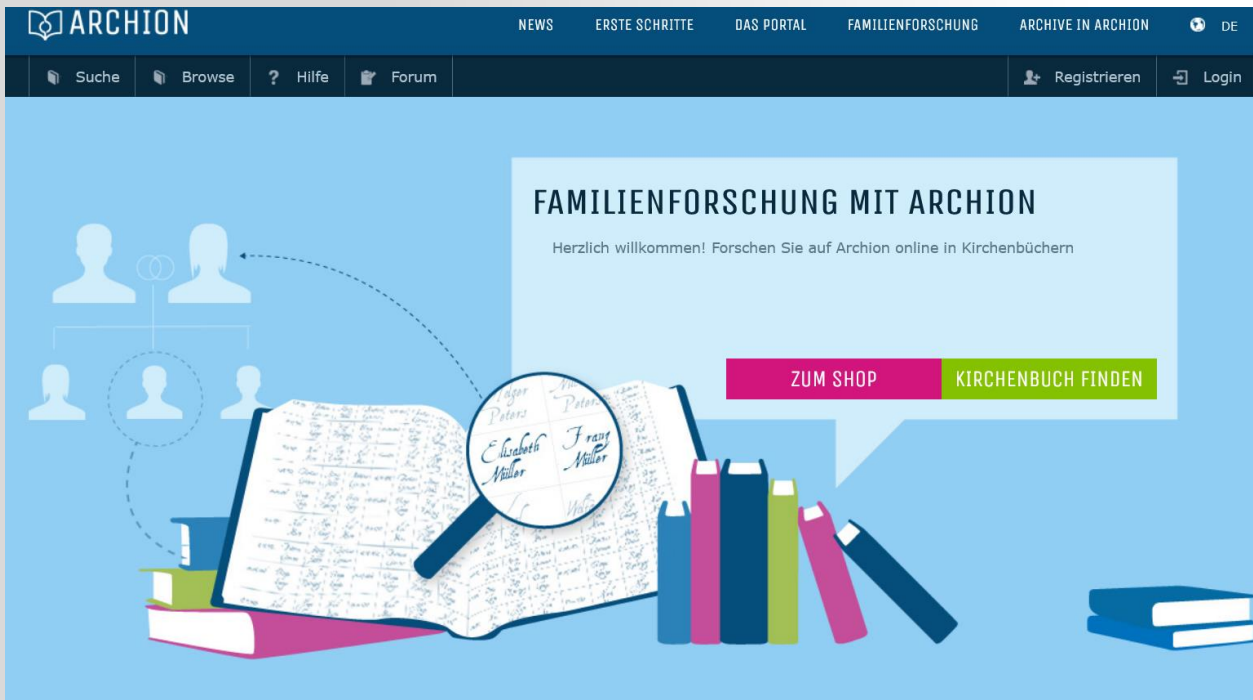 ARCHION
NEWS ERSTE SCHRITTE DAS PORTAL FAMILIENFORSCHUNG ARCHIVE IN ARCHION DE
Suche Browse ? Hilfe Forum Registrieren Login
FAMILIENFORSCHUNG MIT ARCHION
Herzlich willkommen! Forschen Sie auf Archion online in Kirchenbüchern
ZUM SHOP KIRCHENBUCH FINDEN
Peters Peters
Elisabeth Müller
Franz Müller